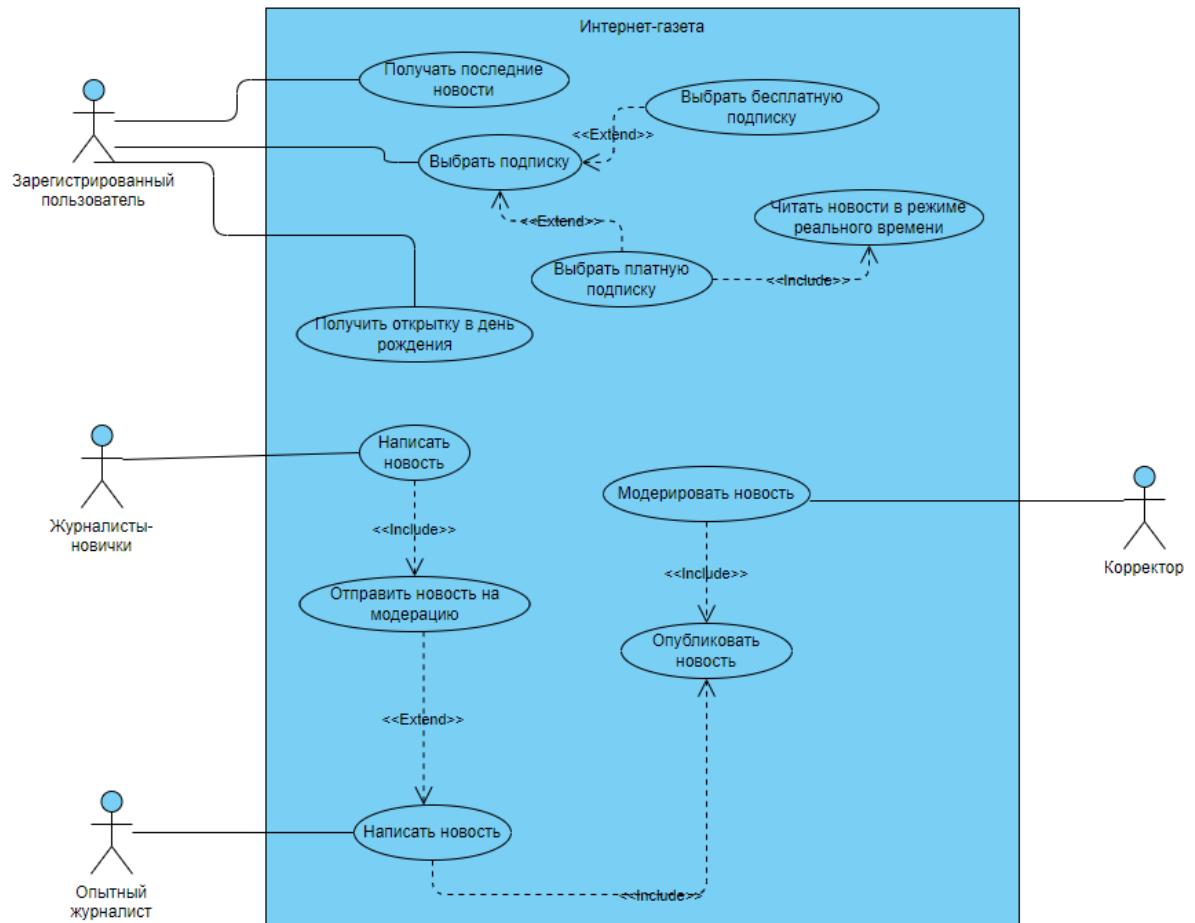 Интернет-газета
Получать последние
новости
Выбрать бесплатную
подписку
<<Extend>>
Выбрать подписку
Зарегистрированный
пользователь
Читать новости в режиме
реального времени
<<Extend>>
Выбрать платную
подписку
<<Include>>
Получить открытку в день
рождения
Написать
новость
Модерировать новость
Журналисты-
новички
<<Include>>
Корректор
<<Include>>
Отправить новость на
модерацию
Опубликовать
новость
<<Extend>>
Написать новость
Опытный
журналист
<<Include>>